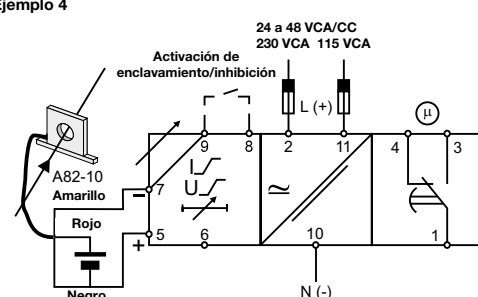 Ejemplo 4
24 a 48 VCA/CC
230 VCA 115 VCA
Activación de
enclavamiento/inhibición
L (+)
µ
9
8
2
11
4
3
A82-10
I
U
≃
Amarillo
7
-
Rojo
5
6
10
1
+
Negro
N (-)